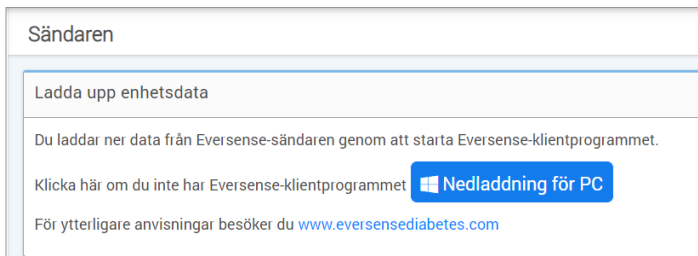 Sändaren
Ladda upp enhetsdata
Du laddar ner data från Eversense-sändaren genom att starta Eversense-klientprogrammet.
Klicka här om du inte har Eversense-klientprogrammet Nedladdning för PC
För ytterligare anvisningar besöker du www.eversensediabetes.com